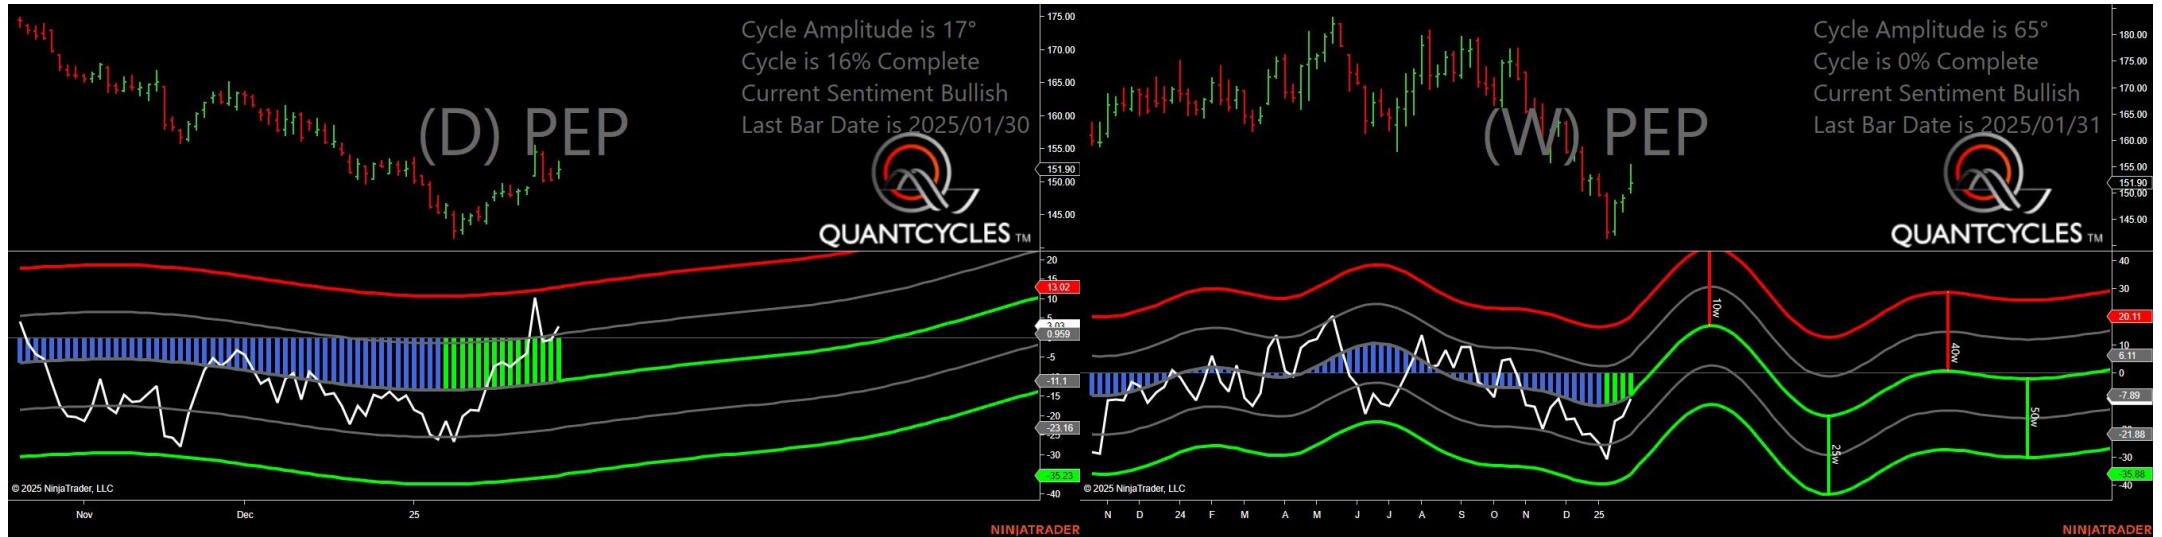 Cycle Amplitude is 17°
Cycle is 16% Complete
Current Sentiment Bullish
Last Bar Date is 2025/01/30
(D) PEP
QUANTCYCLES TM
175.00
170.00
165.00
160.00
155.00
151.90
150.00
145.00
20
15
13.02
10
5
3.03
0.959
-5
-11.1
-15
-20
-23.16
-25
-30
-35.23
-40
© 2025 NinjaTrader, LLC
Nov Dec 25
NINJATRADER
Cycle Amplitude is 65°
Cycle is 0% Complete
Current Sentiment Bullish
Last Bar Date is 2025/01/31
(W) PEP
QUANTCYCLES TM
180.00
175.00
170.00
165.00
160.00
155.00
151.90
150.00
145.00
40
30
20.11
10
6.11
0
-7.89
-21.88
-30
-35.88
-40
10w
25w
40w
50w
© 2025 NinjaTrader, LLC
N D 24 F M A M J J A S O N D 25
NINJATRADER